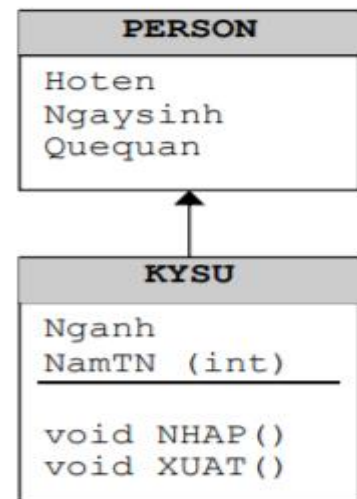 PERSON
Hoten
Ngaysinh
Quequan
KYSU
Nganh
NamTN (int)
void NHAP()
void XUAT()